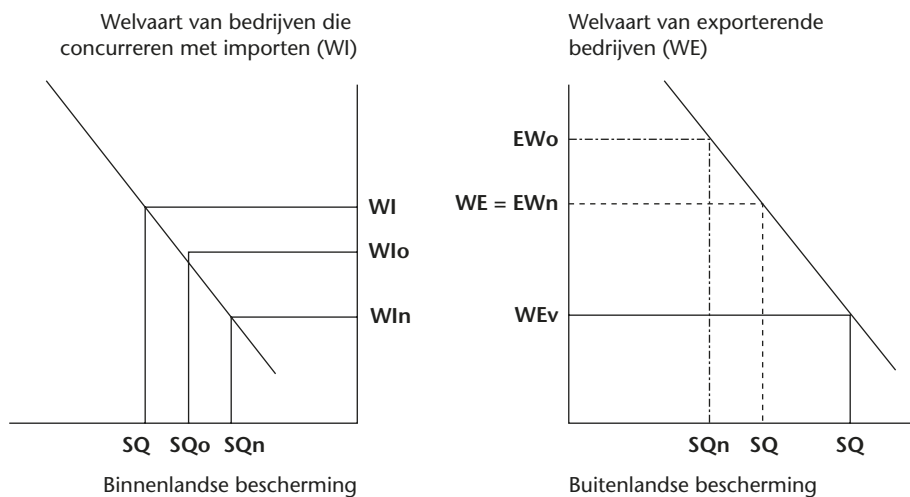 Welvaart van bedrijven die
concurreren met importen (WI)
WI
WIo
WIn
SQ SQo SQn
Binnenlandse bescherming
Welvaart van exporterende
bedrijven (WE)
EWo
WE = EWn
WEv
SQn SQ SQ
Buitenlandse bescherming